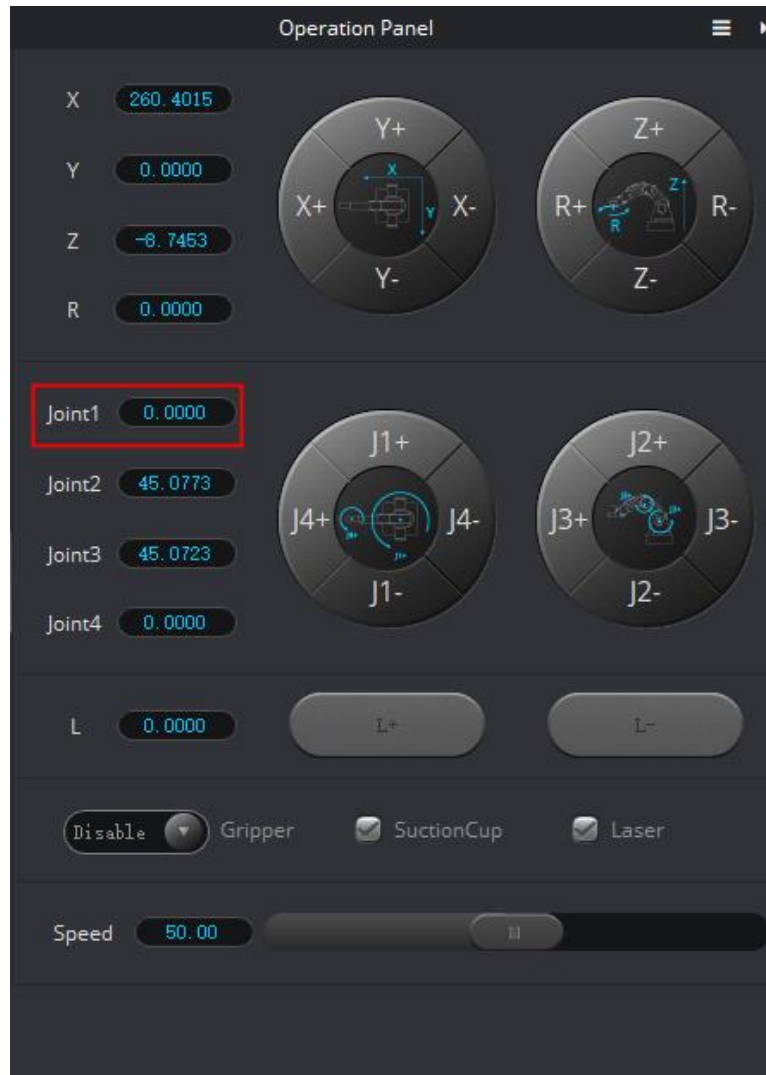 Operation Panel
X 260.4015
Y 0.0000
Z -8.7453
R 0.0000
Y+
X+ X-
Y-
Z+
R+ R-
Z-
X
Y
Z+
R
Joint1 0.0000
Joint2 45.0773
Joint3 45.0723
Joint4 0.0000
J1+
J4+ J4-
J1-
J2+
J3+ J3-
J2-
L 0.0000 L+ L-
Disable Gripper SuctionCup Laser
Speed 50.00